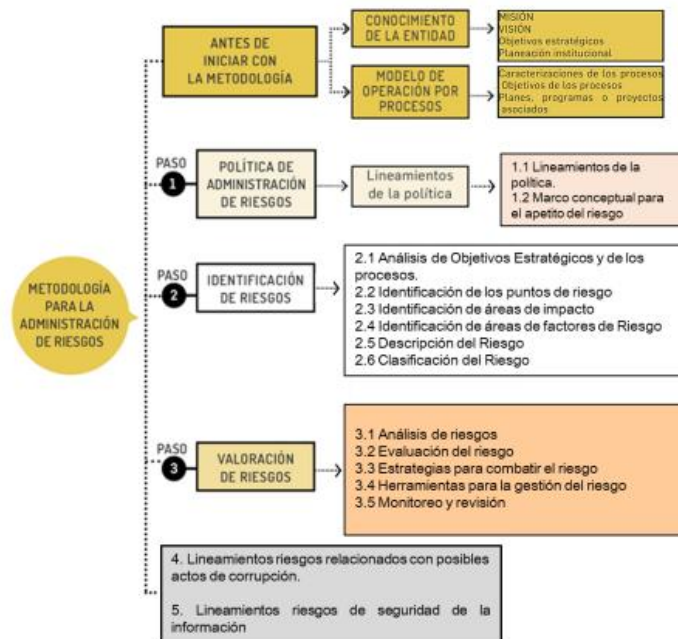 ANTES DE
INICIAR CON
LA METODOLOGÍA
CONOCIMIENTO
DE LA ENTIDAD
MISIÓN
VISIÓN
Objetivos estratégicos
Planeación institucional
MODELO DE
OPERACIÓN POR
PROCESOS
Caracterizaciones de los procesos
Objetivos de los procesos
Planes, programas o proyectos
asociados
METODOLOGÍA
PARA LA
ADMINISTRACIÓN
DE RIESGOS
PASO
1
POLÍTICA DE
ADMINISTRACIÓN
DE RIESGOS
Lineamientos
de la política
1.1 Lineamientos de la
política.
1.2 Marco conceptual para
el apetito del riesgo
PASO
2
IDENTIFICACIÓN
DE RIESGOS
2.1 Análisis de Objetivos Estratégicos y de los
procesos.
2.2 Identificación de los puntos de riesgo
2.3 Identificación de áreas de impacto
2.4 Identificación de áreas de factores de Riesgo
2.5 Descripción del Riesgo
2.6 Clasificación del Riesgo
PASO
3
VALORACIÓN
DE RIESGOS
3.1 Análisis de riesgos
3.2 Evaluación del riesgo
3.3 Estrategias para combatir el riesgo
3.4 Herramientas para la gestión del riesgo
3.5 Monitoreo y revisión
4. Lineamientos riesgos relacionados con posibles
actos de corrupción.
5. Lineamientos riesgos de seguridad de la
información